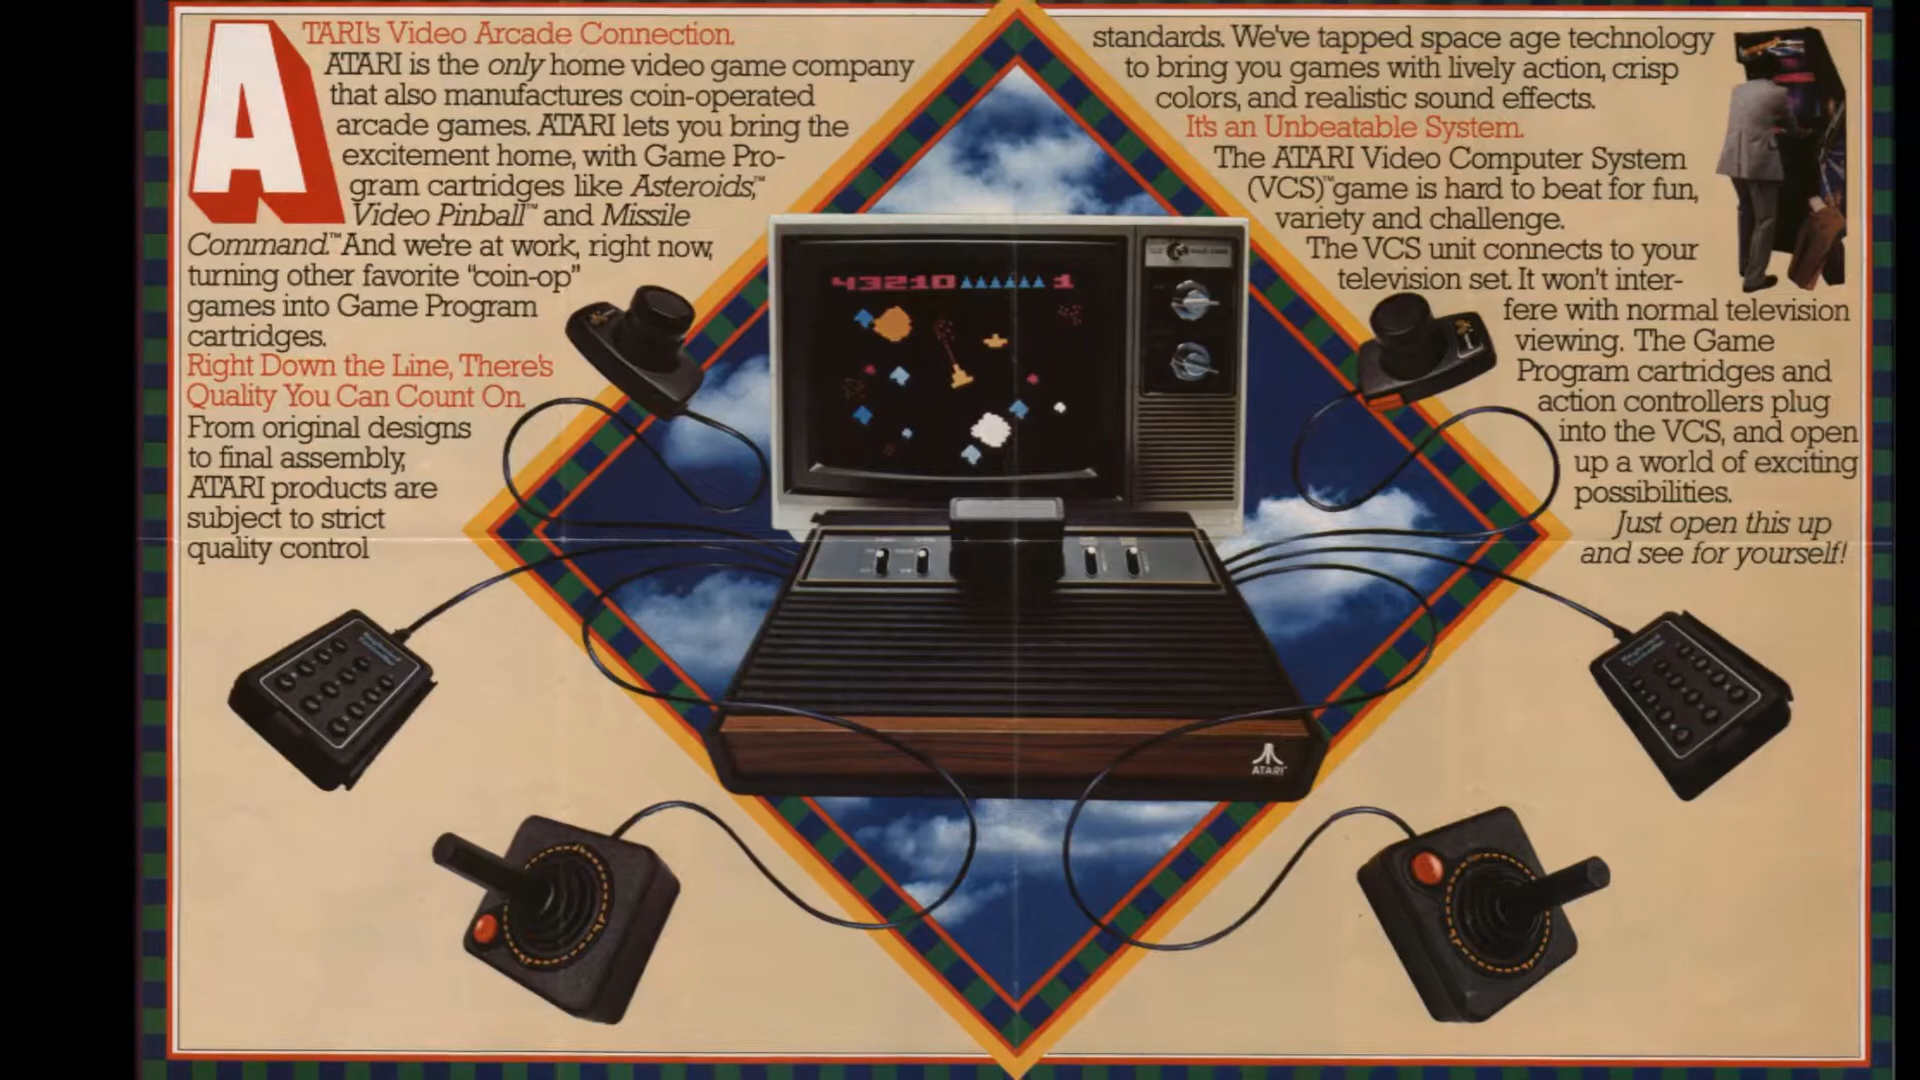 ATARI's Video Arcade Connection.
ATARI is the only home video game company
that also manufactures coin-operated
arcade games. ATARI lets you bring the
excitement home, with Game Pro-
gram cartridges like Asteroids,™
Video Pinball™ and Missile
Command.™ And we're at work, right now,
turning other favorite "coin-op"
games into Game Program
cartridges.
Right Down the Line, There's
Quality You Can Count On.
From original designs
to final assembly,
ATARI products are
subject to strict
quality control
standards. We've tapped space age technology
to bring you games with lively action, crisp
colors, and realistic sound effects.
It's an Unbeatable System.
The ATARI Video Computer System
(VCS)™ game is hard to beat for fun,
variety and challenge.
The VCS unit connects to your
television set. It won't inter-
fere with normal television
viewing. The Game
Program cartridges and
action controllers plug
into the VCS, and open
up a world of exciting
possibilities.
Just open this up
and see for yourself!
43210 1
Keyboard
Controller
Keyboard
Controller
ATARI